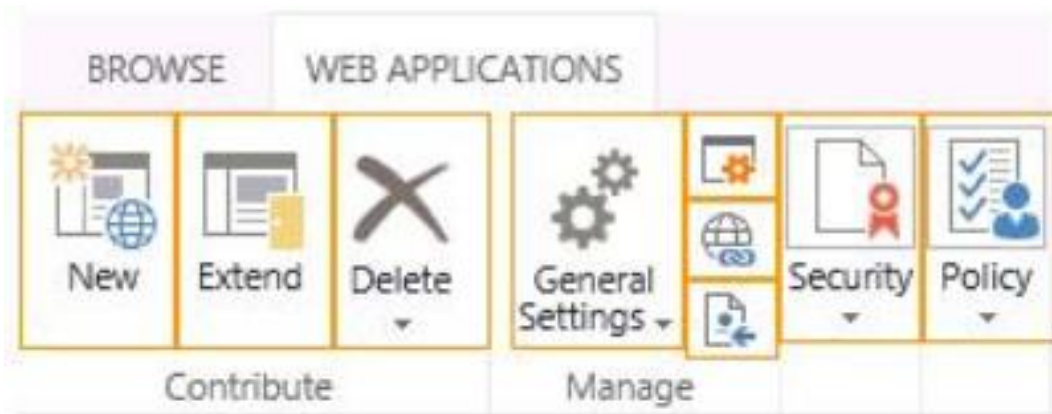 BROWSE WEB APPLICATIONS
New Extend Delete General Settings Security Policy
Contribute Manage